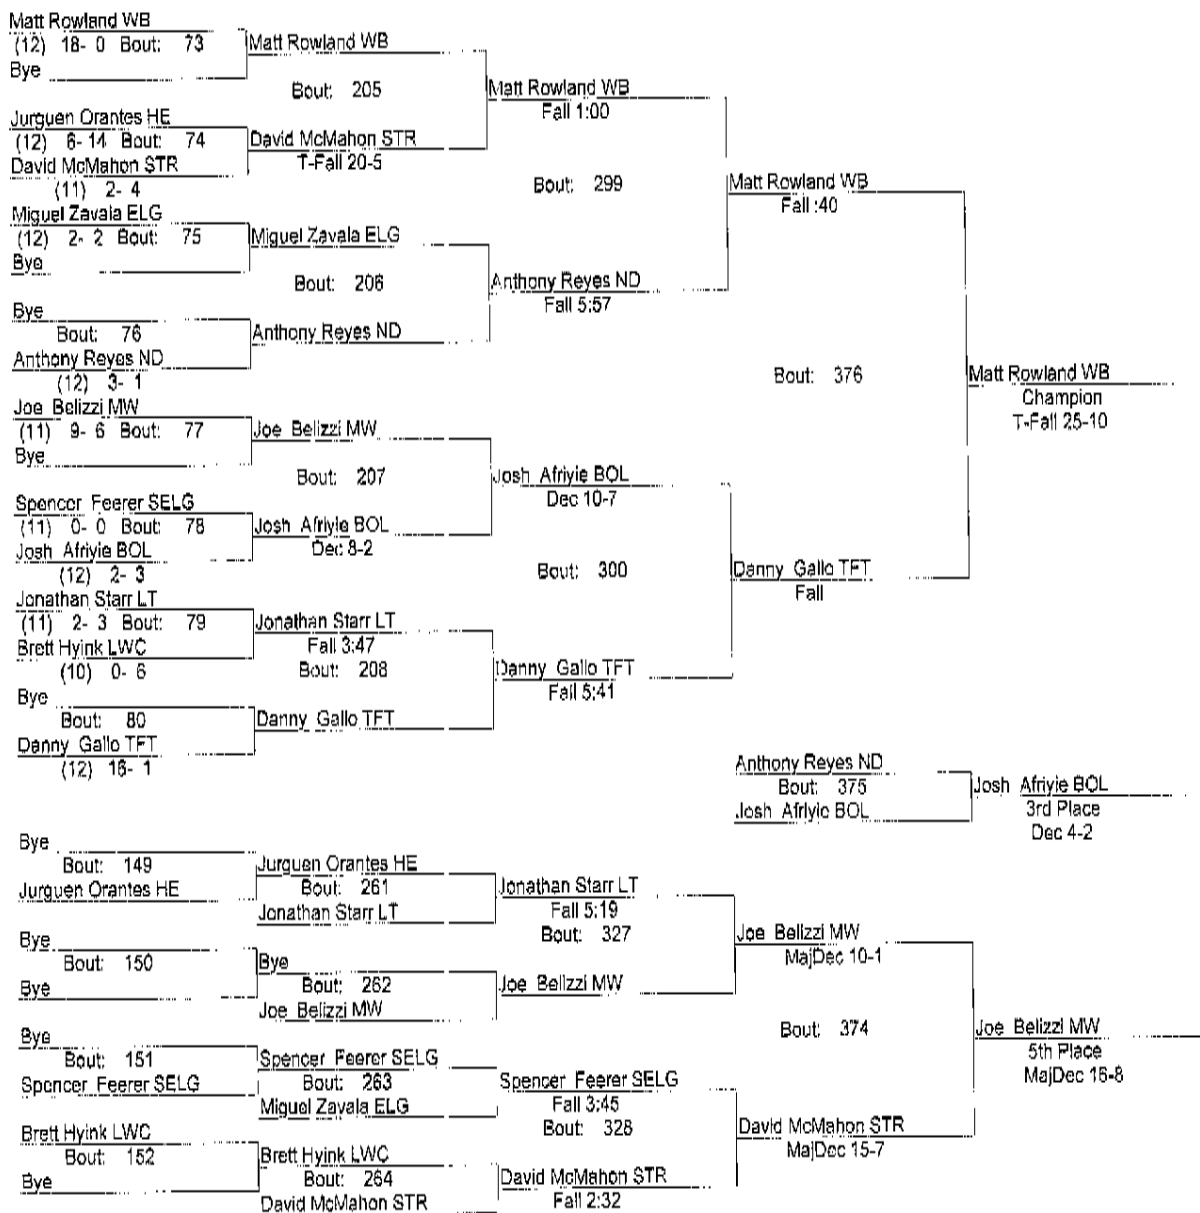 Matt Rowland WB
(12) 18- 0 Bout: 73
Bye
Matt Rowland WB
Bout: 205
Jurguen Orantes HE
(12) 6- 14 Bout: 74
David McMahon STR
(11) 2- 4
David McMahon STR
T-Fall 20-5
Matt Rowland WB
Fall 1:00
Bout: 299
Miguel Zavala ELG
(12) 2- 2 Bout: 75
Bye
Miguel Zavala ELG
Bout: 206
Bye
Bout: 76
Anthony Reyes ND
(12) 3- 1
Anthony Reyes ND
Anthony Reyes ND
Fall 5:57
Matt Rowland WB
Fall :40
Bout: 376
Joe Belizzi MW
(11) 9- 6 Bout: 77
Bye
Joe Belizzi MW
Bout: 207
Spencer Feerer SELG
(11) 0- 0 Bout: 78
Josh Afriyie BOL
(12) 2- 3
Josh Afriyie BOL
Dec 8-2
Josh Afriyie BOL
Dec 10-7
Bout: 300
Jonathan Starr LT
(11) 2- 3 Bout: 79
Brett Hyink LWC
(10) 0- 6
Jonathan Starr LT
Fall 3:47
Bout: 208
Bye
Bout: 80
Danny Gallo TFT
(12) 16- 1
Danny Gallo TFT
Danny Gallo TFT
Fall 5:41
Danny Gallo TFT
Fall
Matt Rowland WB
Champion
T-Fall 25-10
Anthony Reyes ND
Bout: 375
Josh Afriyie BOL
Josh Afriyie BOL
3rd Place
Dec 4-2
Bye
Bout: 149
Jurguen Orantes HE
Jurguen Orantes HE
Bout: 261
Jonathan Starr LT
Jonathan Starr LT
Fall 5:19
Bout: 327
Bye
Bout: 150
Bye
Bye
Bout: 262
Joe Belizzi MW
Joe Belizzi MW
Joe Belizzi MW
MajDec 10-1
Bout: 374
Bye
Bout: 151
Spencer Feerer SELG
Spencer Feerer SELG
Bout: 263
Miguel Zavala ELG
Spencer Feerer SELG
Fall 3:45
Bout: 328
Brett Hyink LWC
Bout: 152
Bye
Brett Hyink LWC
Bout: 264
David McMahon STR
David McMahon STR
Fall 2:32
David McMahon STR
MajDec 15-7
Joe Belizzi MW
5th Place
MajDec 16-8